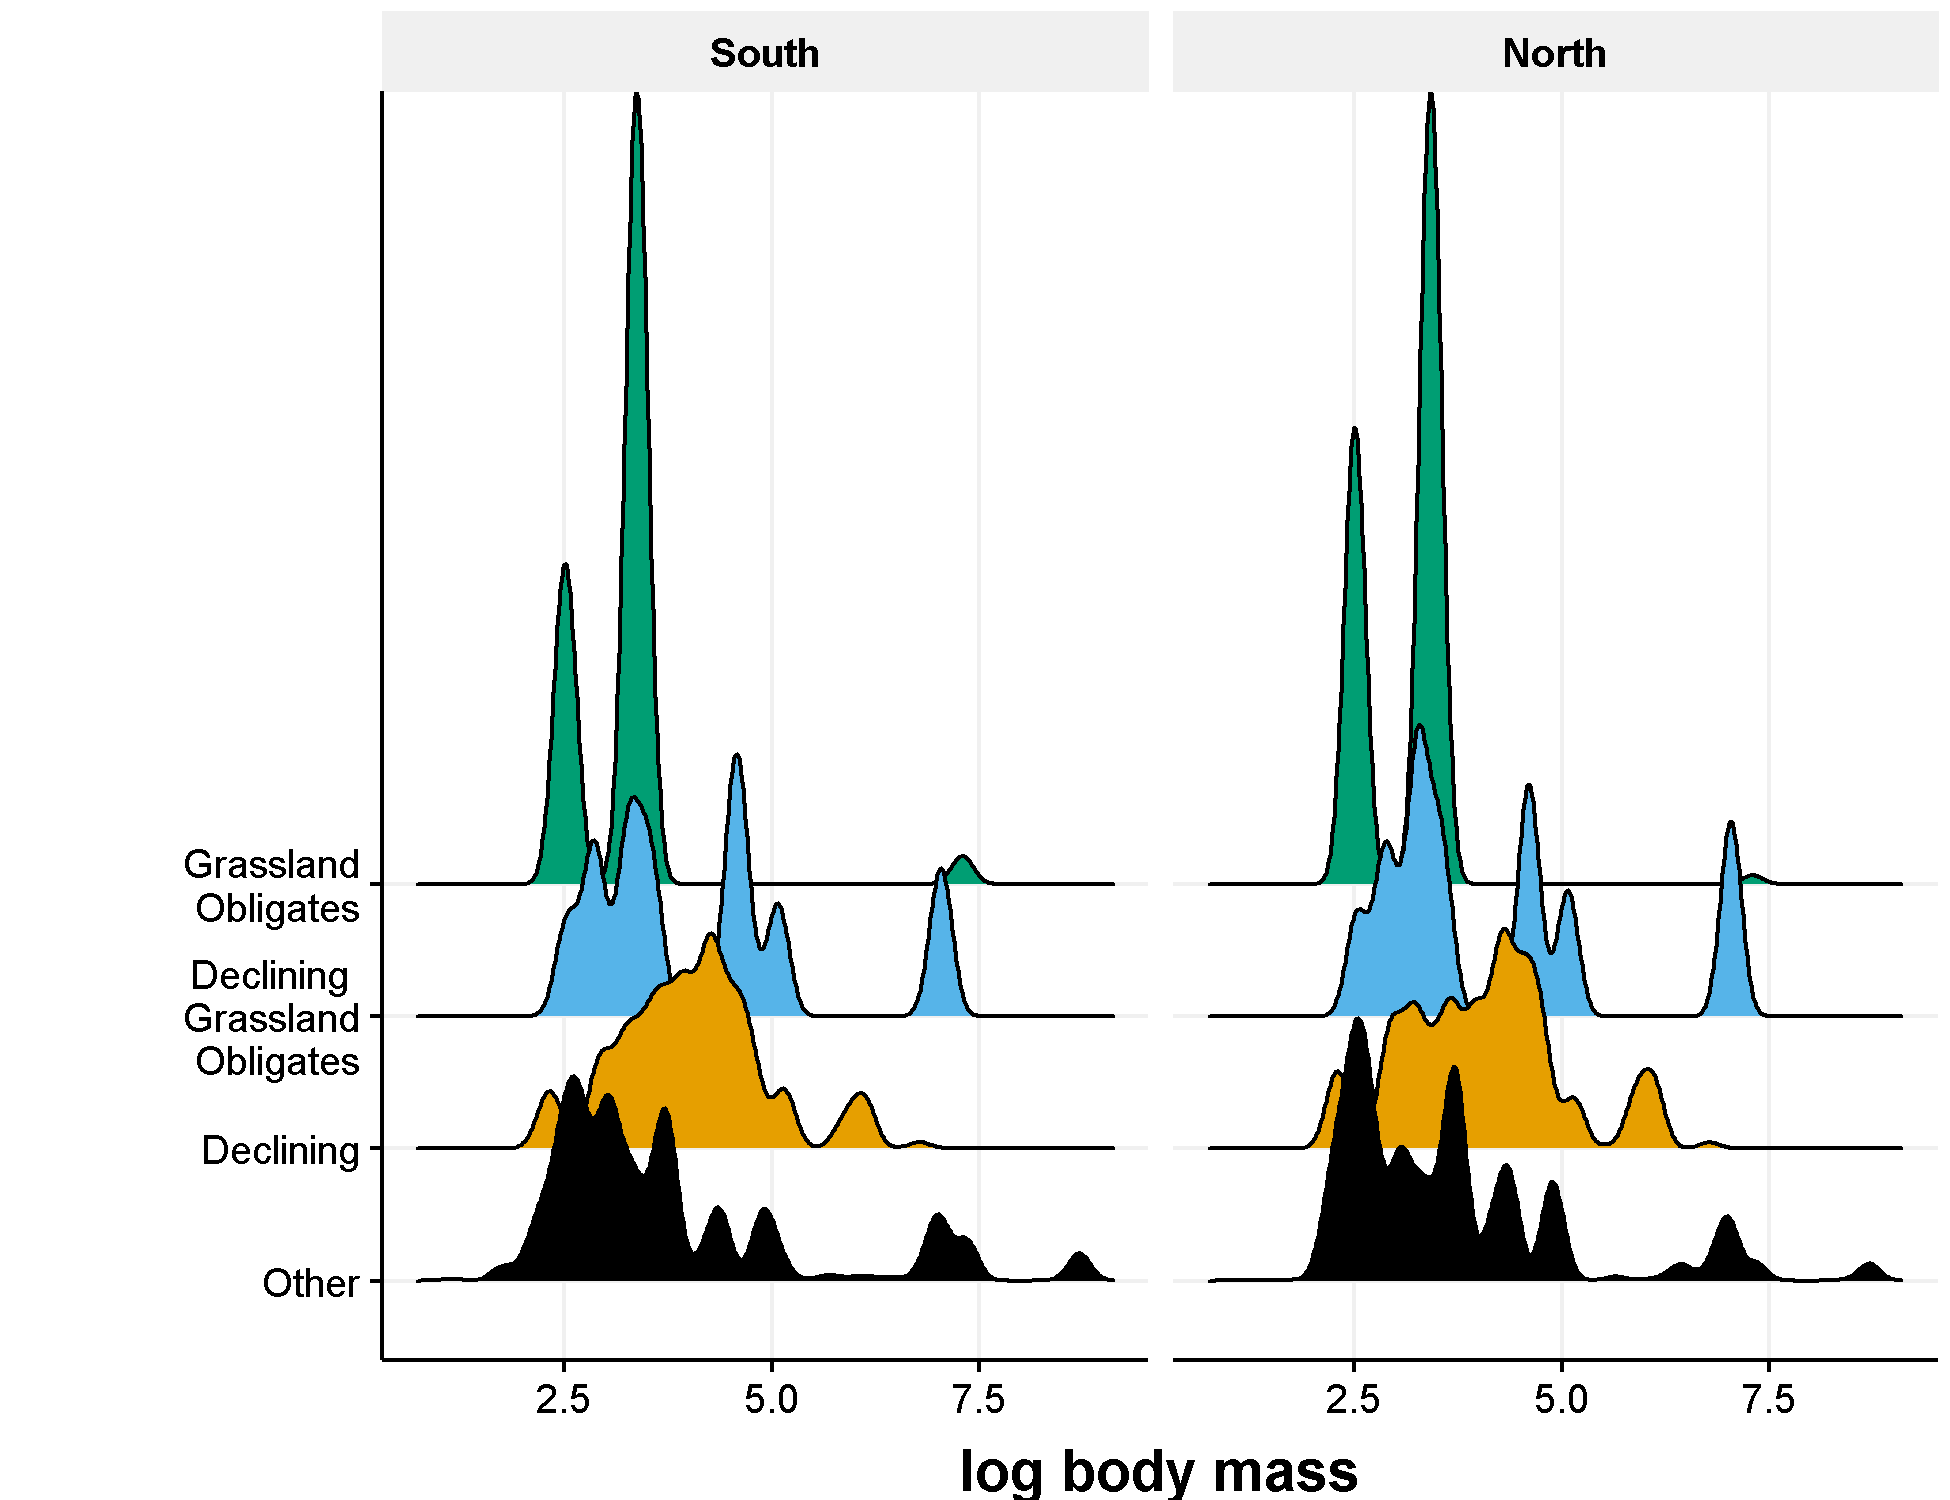 South
North
Grassland
Obligates
Declining
Grassland
Obligates
Declining
Other
2.5 5.0 7.5
2.5 5.0 7.5
log body mass